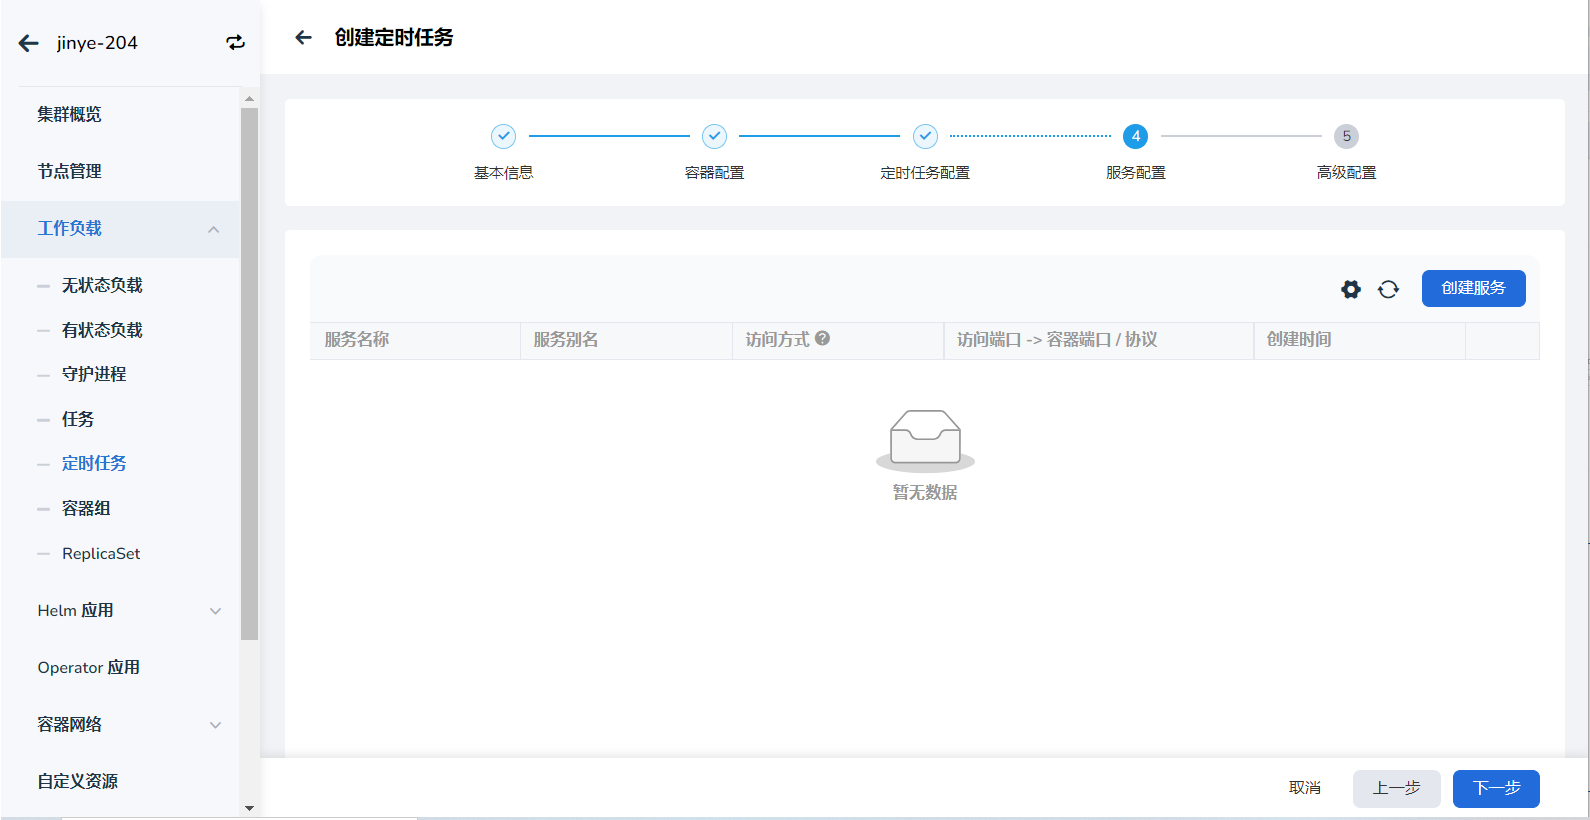 jinye-204
集群概览
节点管理
工作负载
无状态负载
有状态负载
守护进程
任务
定时任务
容器组
ReplicaSet
Helm 应用
Operator 应用
容器网络
自定义资源
创建定时任务
4
5
基本信息
容器配置
定时任务配置
服务配置
高级配置
创建服务
服务名称
服务别名
访问方式
访问端口 -> 容器端口 / 协议
创建时间
暂无数据
取消
上一步
下一步